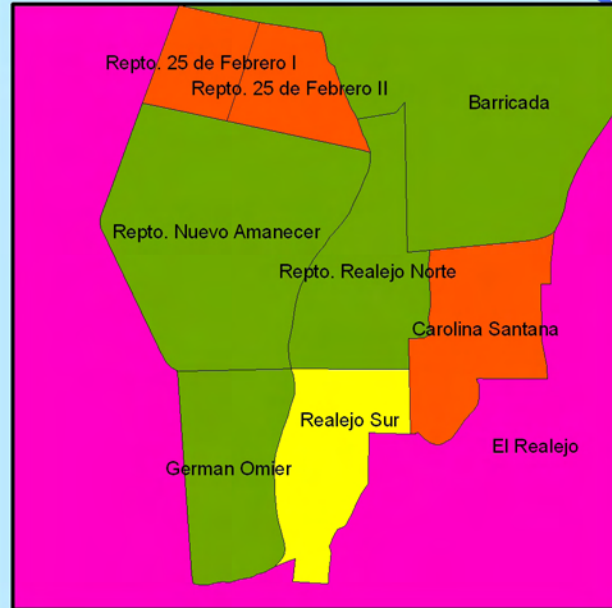 Repto. 25 de Febrero I
Repto. 25 de Febrero II
Barricada
Repto. Nuevo Amanecer
Repto. Realejo Norte
Carolina Santana
Realejo Sur
El Realejo
German Omier